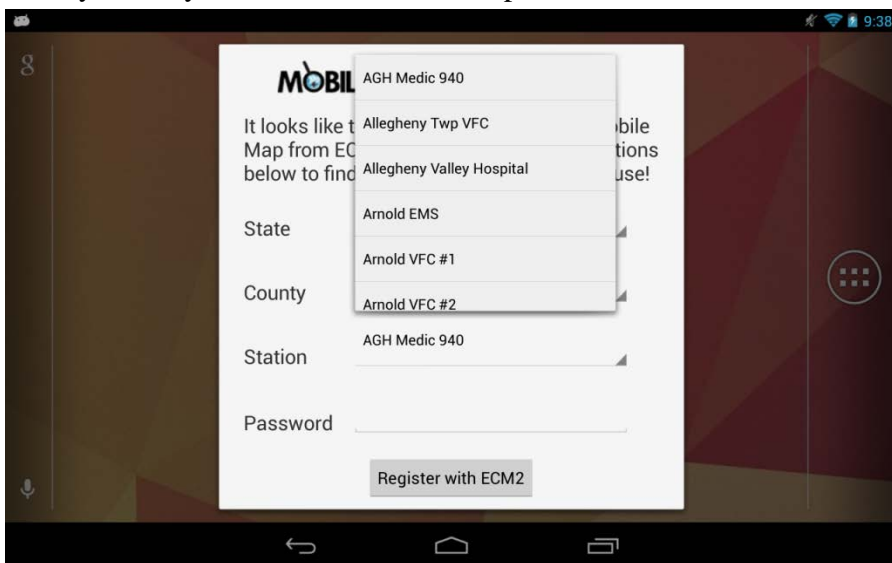 9:38
g
MOBIL
It looks like t
bile
Map from EC
tions
below to find
use!
AGH Medic 940
Allegheny Twp VFC
Allegheny Valley Hospital
Arnold EMS
Arnold VFC #1
Arnold VFC #2
State
County
Station
AGH Medic 940
Password
Register with ECM2